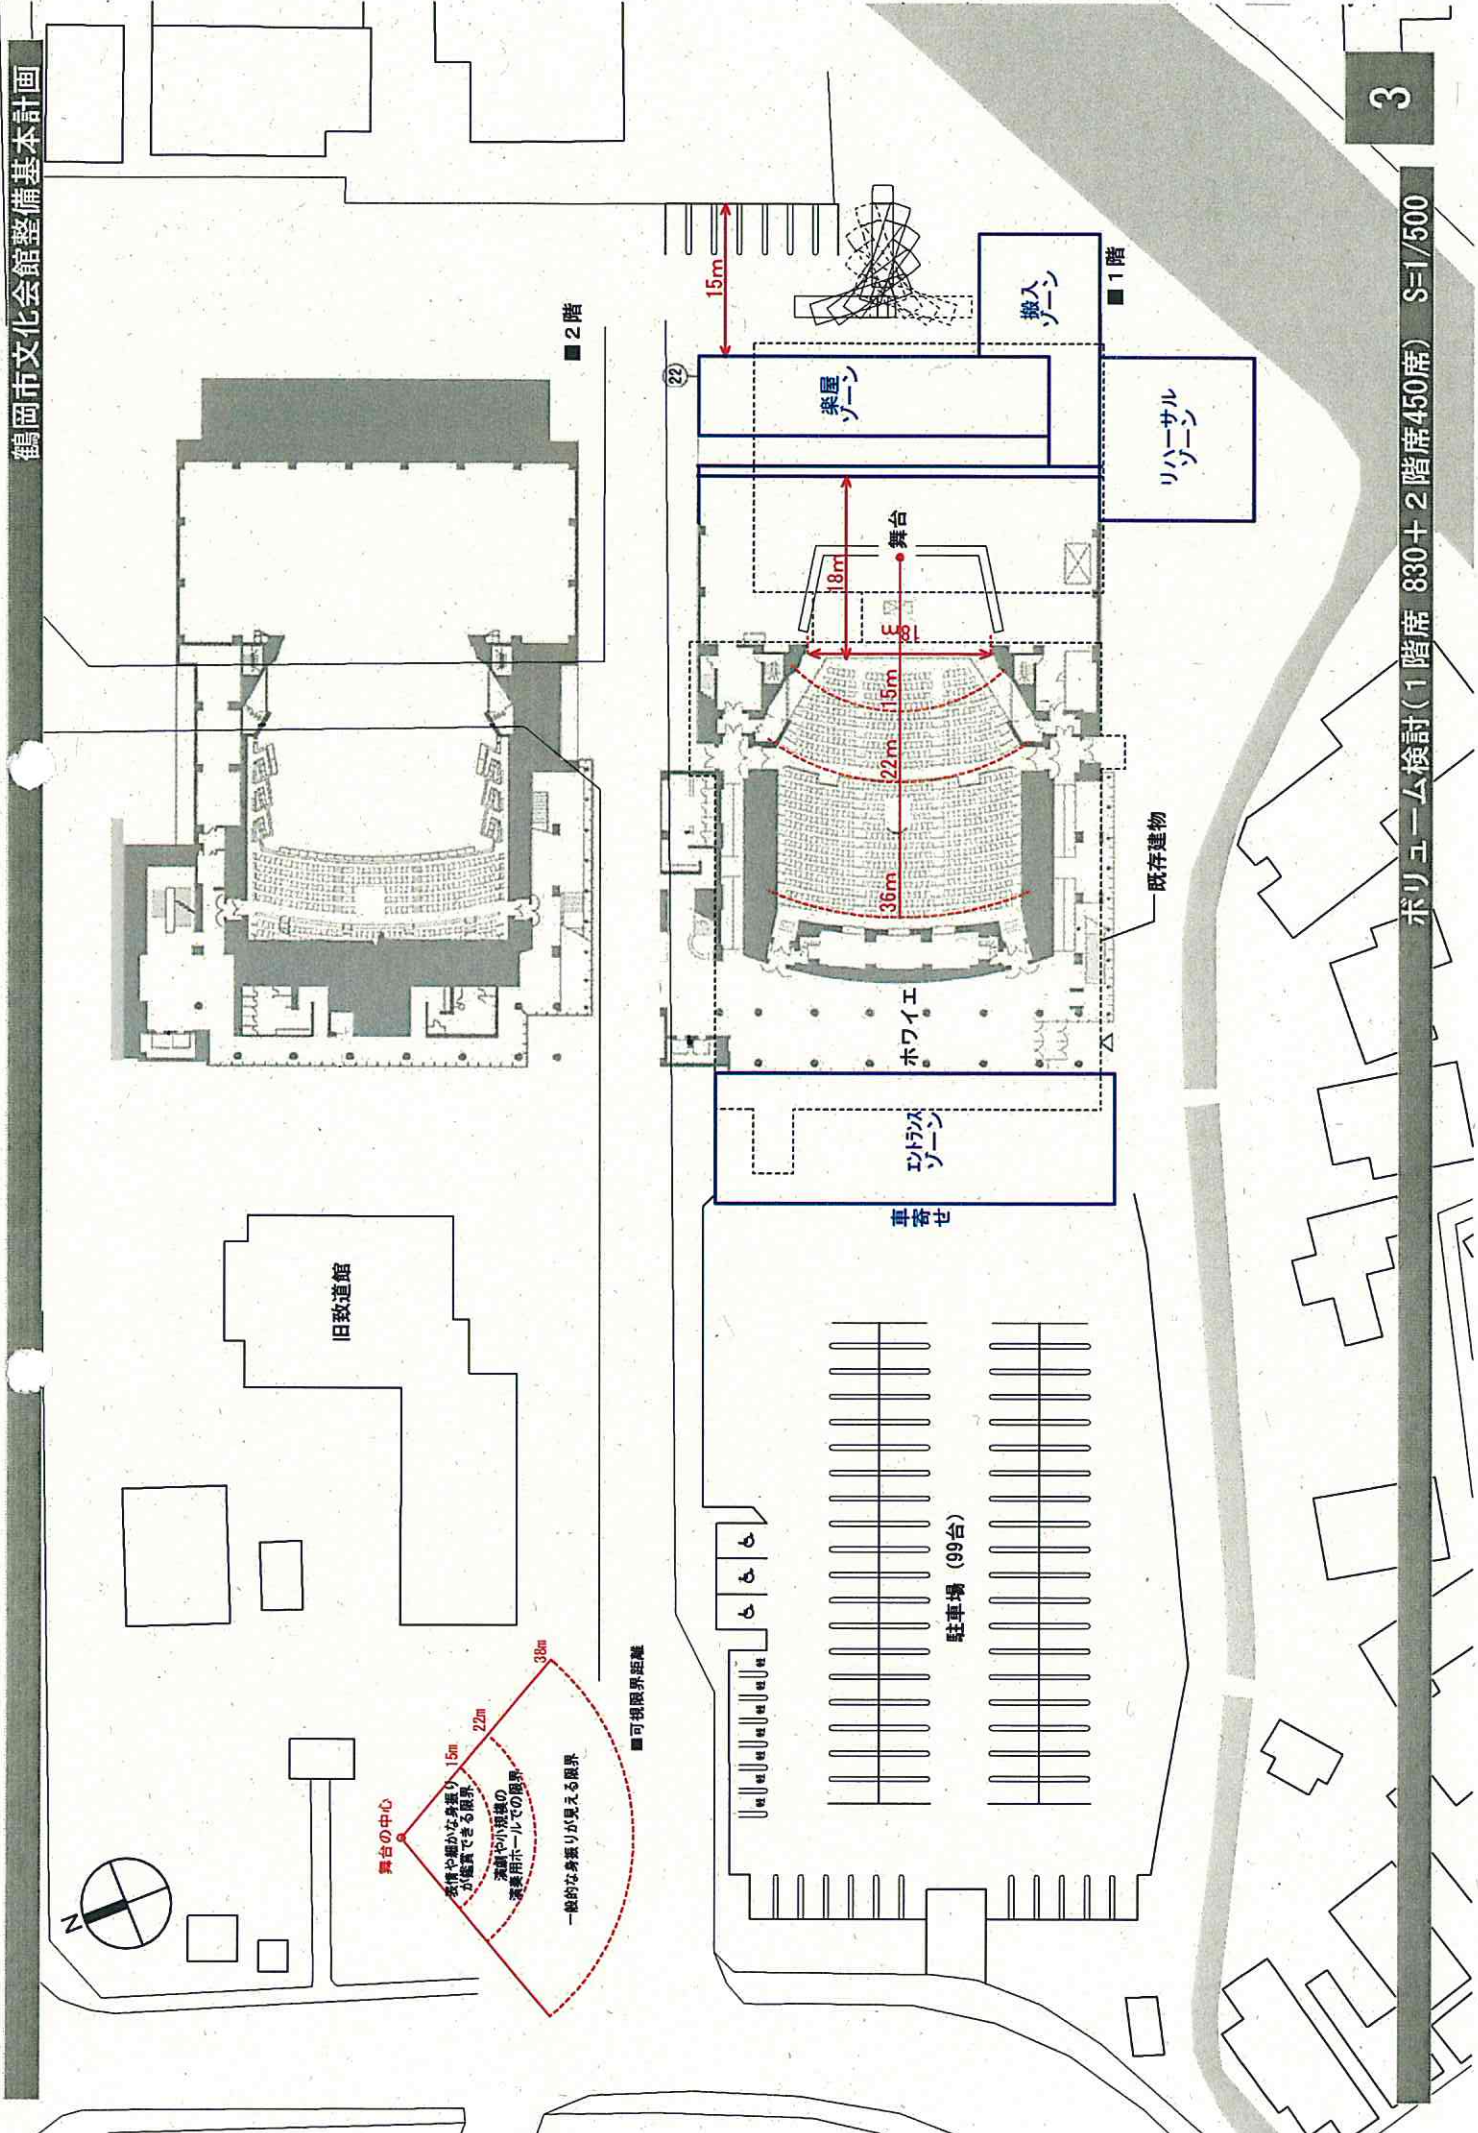 鶴岡市文化会館整備基本計画
3
ボリューム検討(1階席 830+2階席450席) S=1/500
■2階
■1階
22
15m
搬入
ゾーン
楽屋
ゾーン
リハーサル
ゾーン
舞台
18m
18m
15m
22m
36m
既存建物
ホワイエ
エントランス
ゾーン
車寄せ
旧致道館
駐車場(99台)
軽 軽 軽 軽 軽 軽
■可視限界距離
舞台の中心
15m
22m
38m
表情や細かな身振り
が鑑賞できる限界
演劇や小規模の
演奏用ホールでの限界
一般的な身振りが見える限界
N